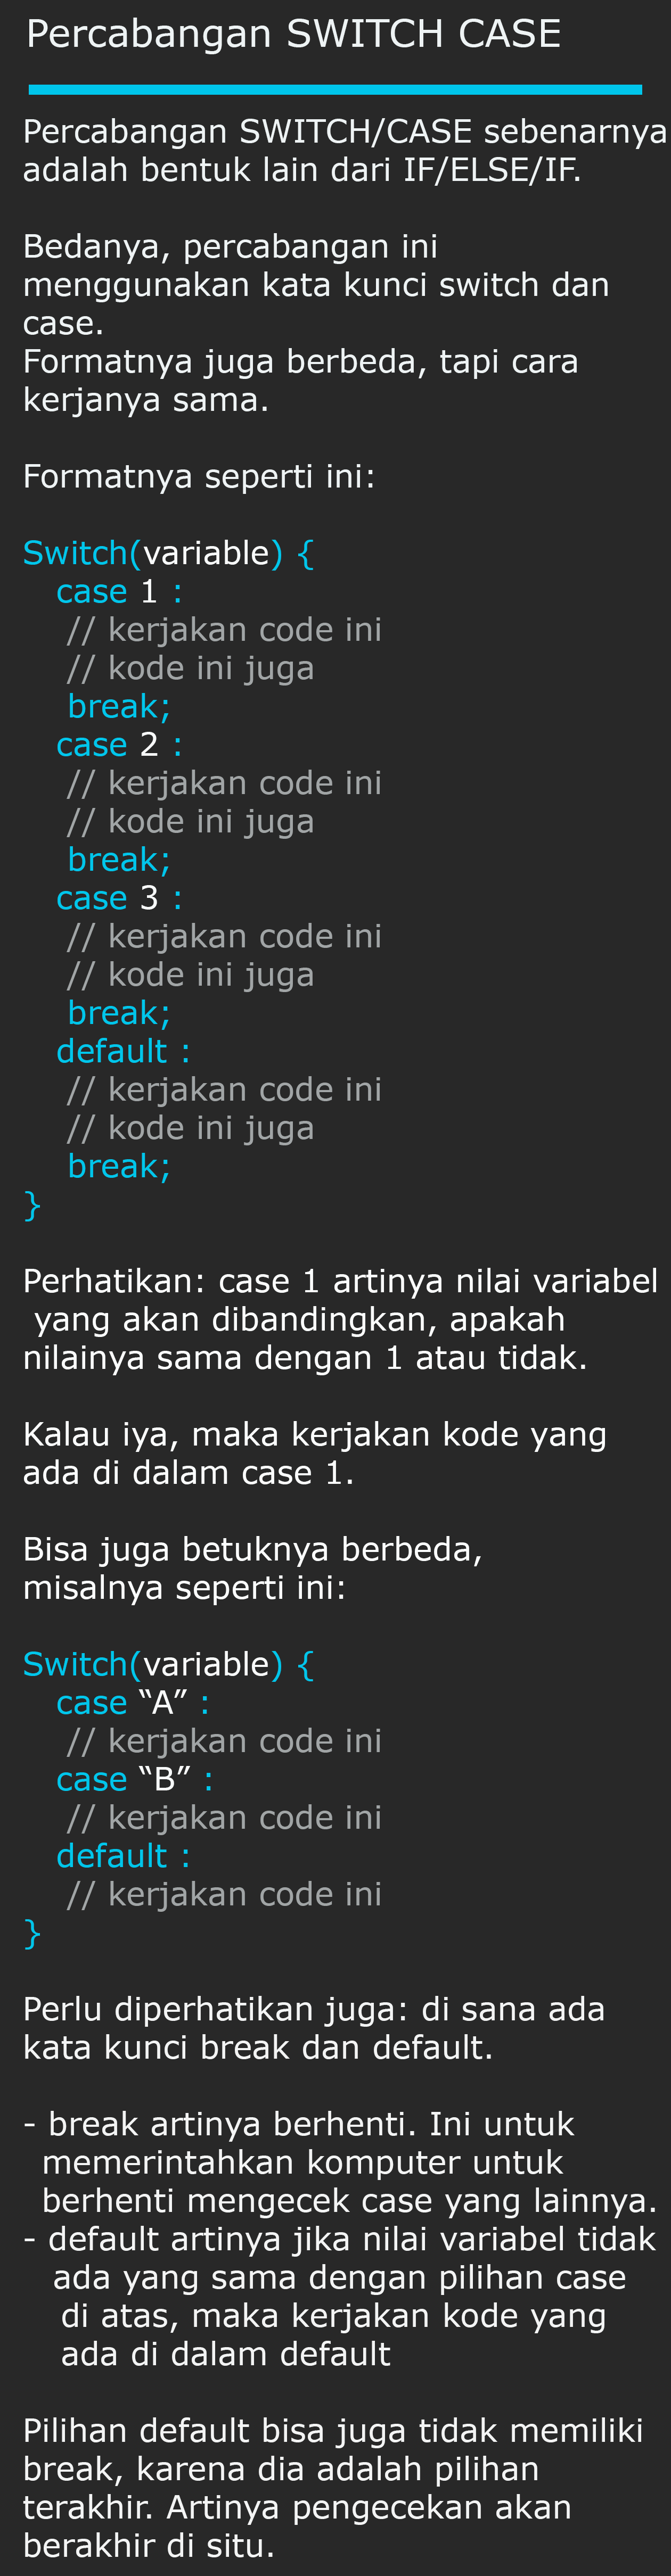 Percabangan SWITCH CASE
Percabangan SWITCH/CASE sebenarnya
adalah bentuk lain dari IF/ELSE/IF.
Bedanya, percabangan ini
menggunakan kata kunci switch dan
case.
Formatnya juga berbeda, tapi cara
kerjanya sama.
Formatnya seperti ini:
Switch(variable) {
case 1 :
// kerjakan code ini
// kode ini juga
break;
case 2 :
// kerjakan code ini
// kode ini juga
break;
case 3 :
// kerjakan code ini
// kode ini juga
break;
default :
// kerjakan code ini
// kode ini juga
break;
}
Perhatikan: case 1 artinya nilai variabel
yang akan dibandingkan, apakah
nilainya sama dengan 1 atau tidak.
Kalau iya, maka kerjakan kode yang
ada di dalam case 1.
Bisa juga betuknya berbeda,
misalnya seperti ini:
Switch(variable) {
case “A” :
// kerjakan code ini
case “B” :
// kerjakan code ini
default :
// kerjakan code ini
}
Perlu diperhatikan juga: di sana ada
kata kunci break dan default.
- break artinya berhenti. Ini untuk
memerintahkan komputer untuk
berhenti mengecek case yang lainnya.
- default artinya jika nilai variabel tidak
ada yang sama dengan pilihan case
di atas, maka kerjakan kode yang
ada di dalam default
Pilihan default bisa juga tidak memiliki
break, karena dia adalah pilihan
terakhir. Artinya pengecekan akan
berakhir di situ.